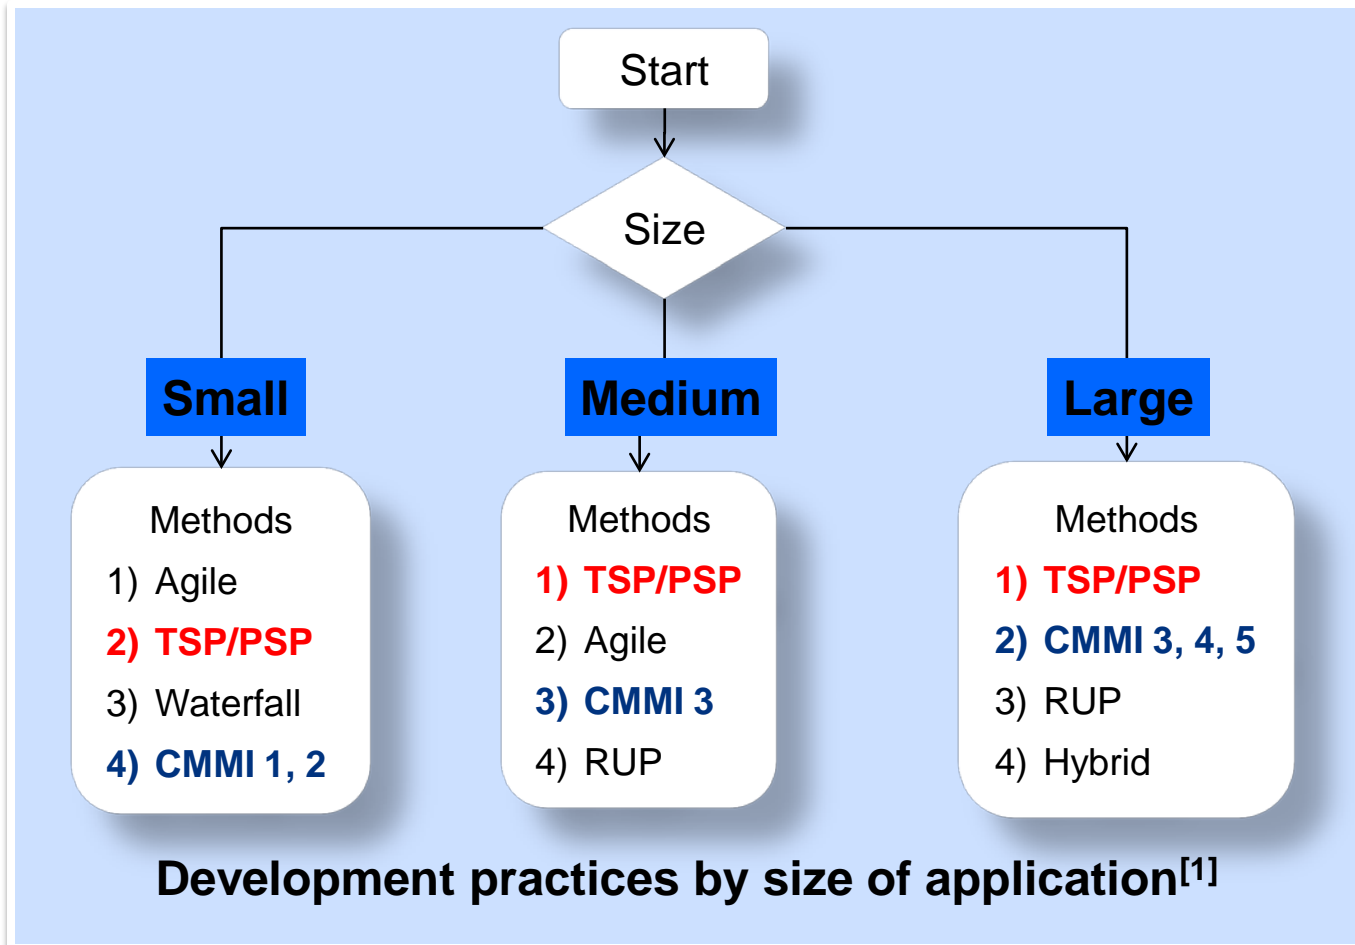 Start
Size
Small
Medium
Large
Methods
1) Agile
2) TSP/PSP
3) Waterfall
4) CMMI 1, 2
Methods
1) TSP/PSP
2) Agile
3) CMMI 3
4) RUP
Methods
1) TSP/PSP
2) CMMI 3, 4, 5
3) RUP
4) Hybrid
Development practices by size of application[1]